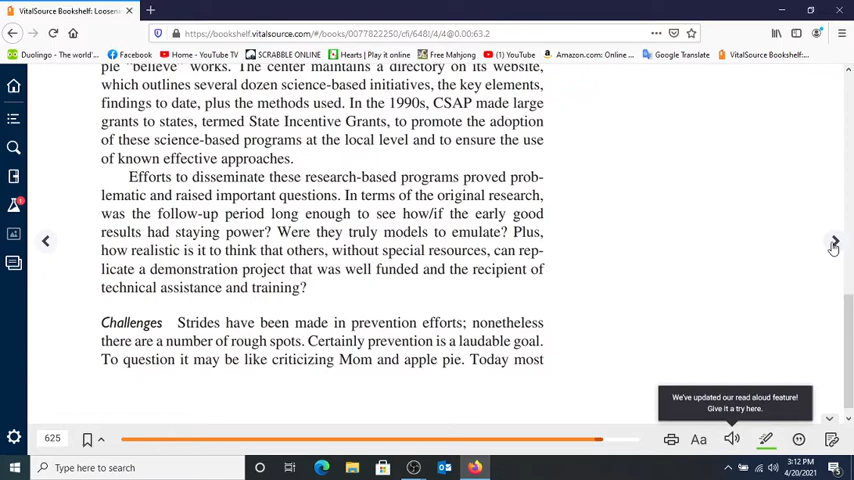 VitalSource Bookshelf: Loosene
https://bookshelf.vitalsource.com/#/books/0077822250/cfi/648!/4/4@0.00:63.2
Duolingo - The world'...
Facebook
Home - YouTube TV
SCRABBLE ONLINE
Hearts | Play it online
Free Mahjong
(1) YouTube
Amazon.com: Online...
Google Translate
VitalSource Bookshelf:...
ple “believe” works. The center maintains a directory on its website,
which outlines several dozen science-based initiatives, the key elements,
findings to date, plus the methods used. In the 1990s, CSAP made large
grants to states, termed State Incentive Grants, to promote the adoption
of these science-based programs at the local level and to ensure the use
of known effective approaches.
Efforts to disseminate these research-based programs proved prob-
lematic and raised important questions. In terms of the original research,
was the follow-up period long enough to see how/if the early good
results had staying power? Were they truly models to emulate? Plus,
how realistic is it to think that others, without special resources, can rep-
licate a demonstration project that was well funded and the recipient of
technical assistance and training?
Challenges Strides have been made in prevention efforts; nonetheless
there are a number of rough spots. Certainly prevention is a laudable goal.
To question it may be like criticizing Mom and apple pie. Today most
We've updated our read aloud feature!
Give it a try here.
625
Aa
Type here to search
3:12 PM
4/20/2021